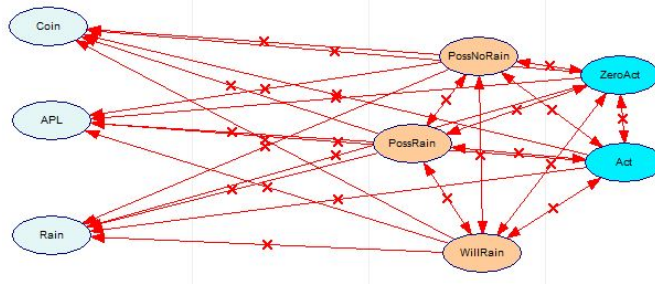 Coin
PossNoRain
ZeroAct
APL
PossRain
Act
Rain
WillRain